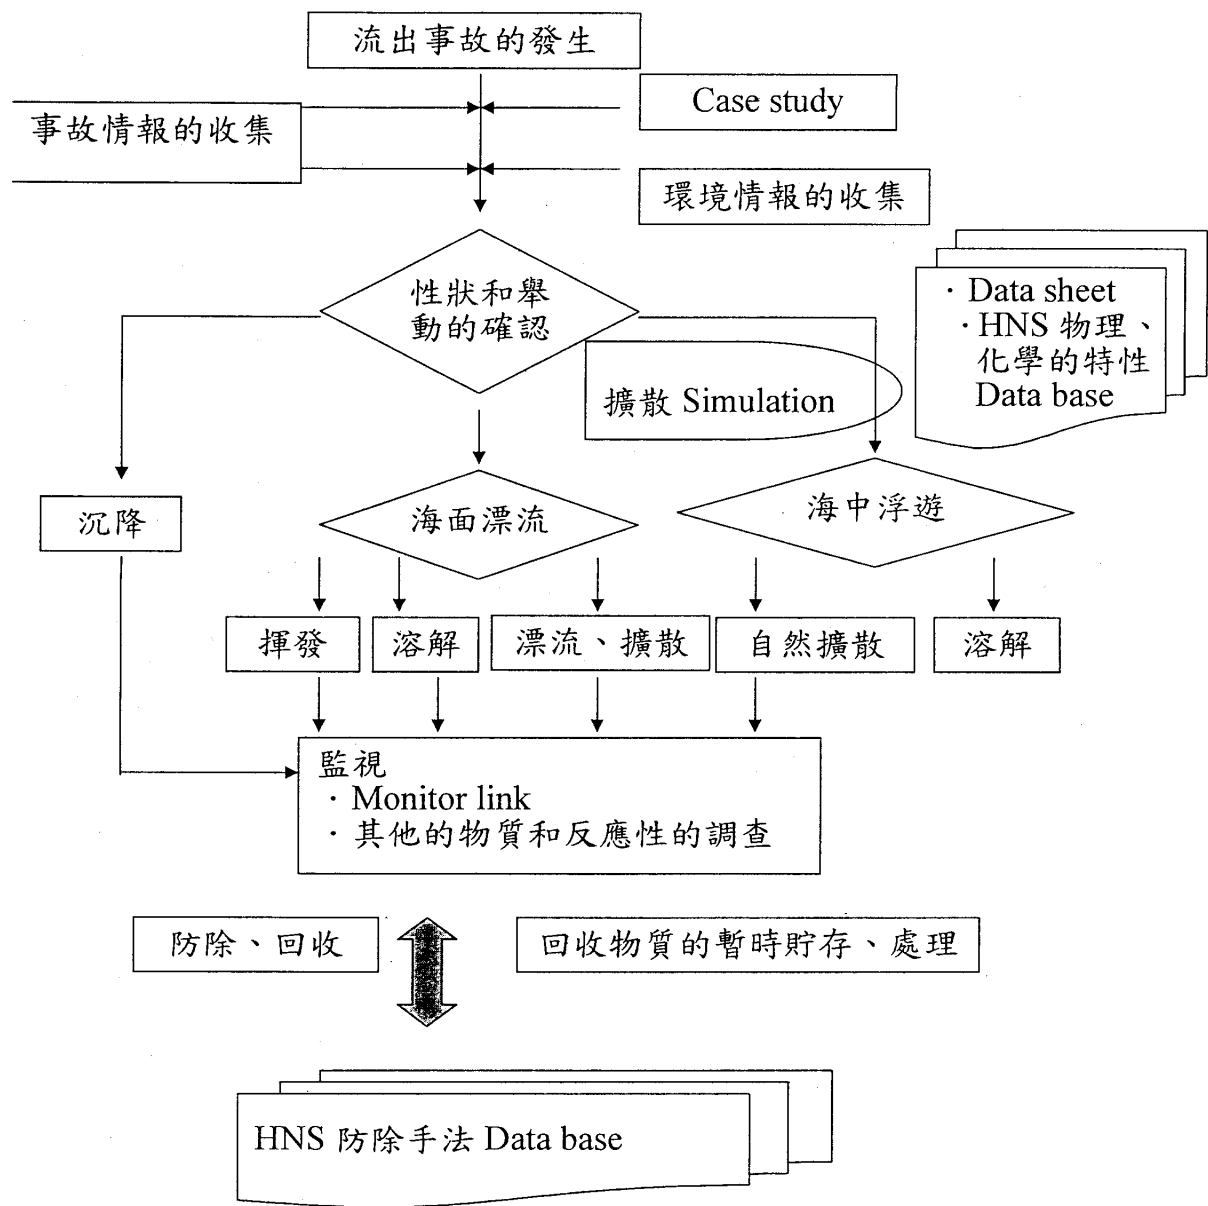 流出事故的發生
Case study
事故情報的收集
環境情報的收集
性狀和舉
動的確認
· Data sheet
· HNS 物理、
化學的特性
Data base
擴散 Simulation
沉降
海面漂流
海中浮遊
揮發
溶解
漂流、擴散
自然擴散
溶解
監視
· Monitor link
· 其他的物質和反應性的調查
防除、回收
回收物質的暫時貯存、處理
HNS 防除手法 Data base